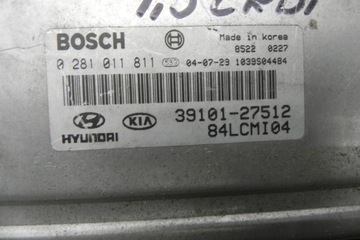 BOSCH
Made in korea
8522 0227
0 281 011 811 04-07-29 1039S04484
HYUNDAI KIA
39101-27512
84LCMI04